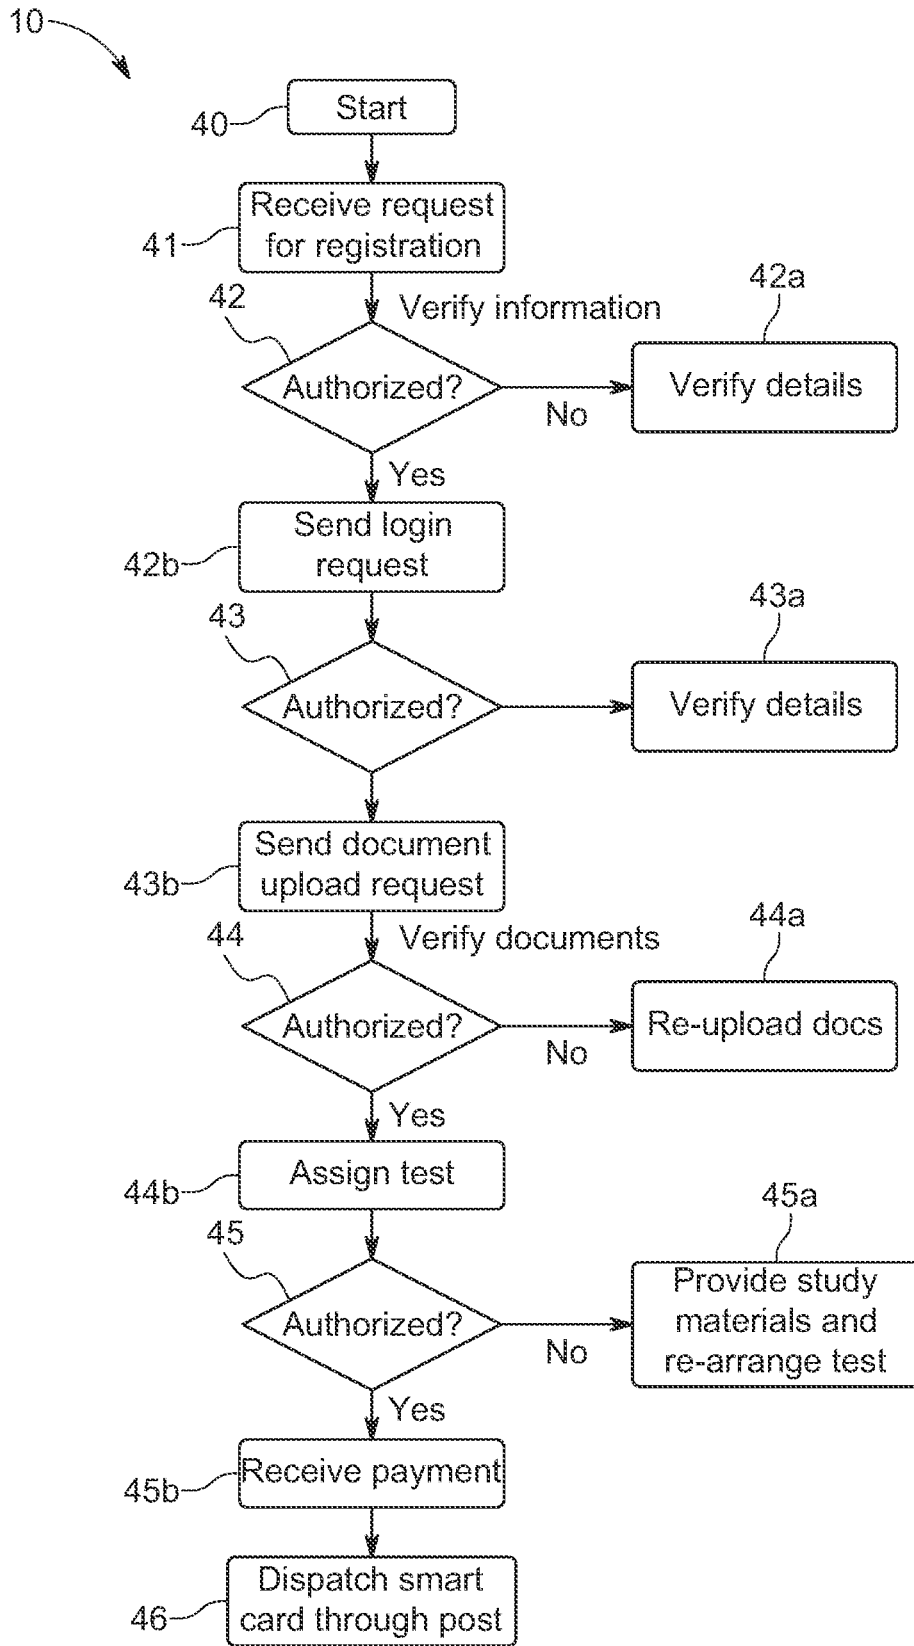 10
40
Start
41
Receive request
for registration
42
Verify information
42a
Authorized?
No
Verify details
Yes
42b
Send login
request
43
43a
Authorized?
Verify details
43b
Send document
upload request
44
Verify documents
44a
Authorized?
No
Re-upload docs
Yes
44b
Assign test
45
45a
Authorized?
No
Provide study
materials and
re-arrange test
Yes
45b
Receive payment
46
Dispatch smart
card through post